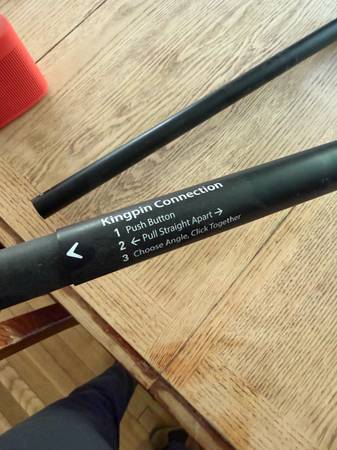 Kingpin Connection
1 Push Button
2 ← Pull Straight Apart →
3 Choose Angle, Click Together